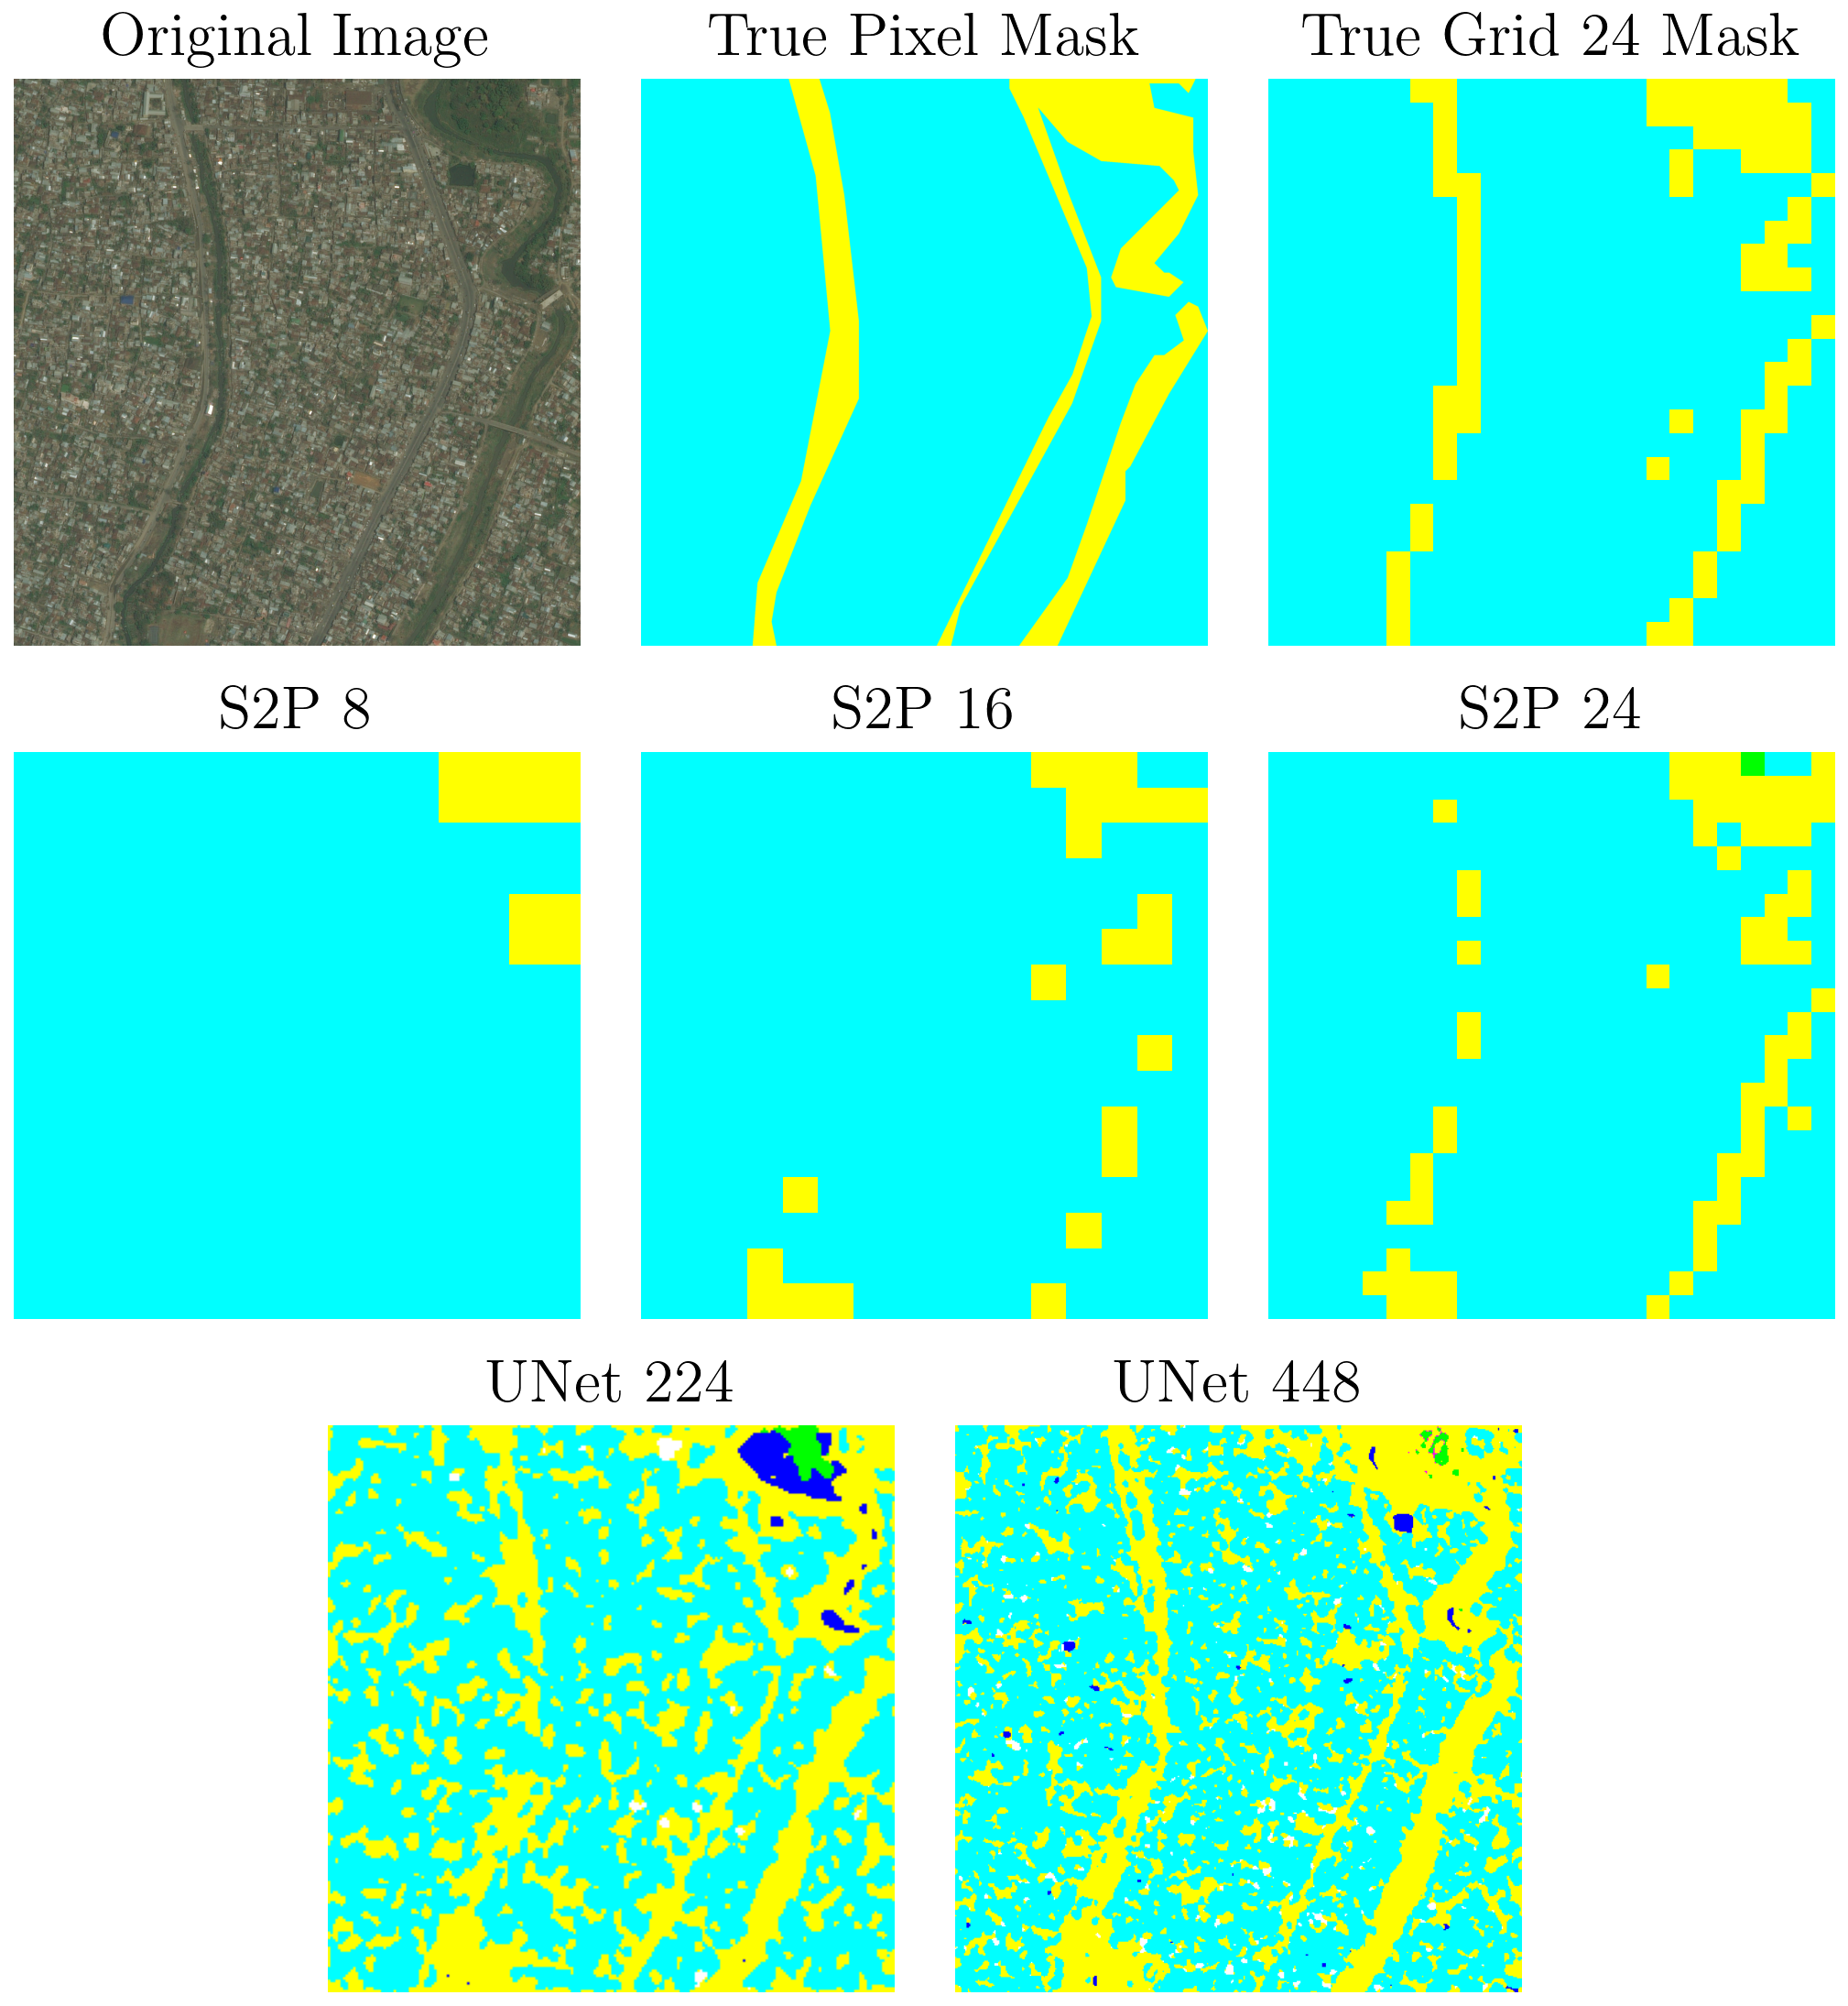 Original Image
True Pixel Mask
True Grid 24 Mask
S2P 8
S2P 16
S2P 24
UNet 224
UNet 448